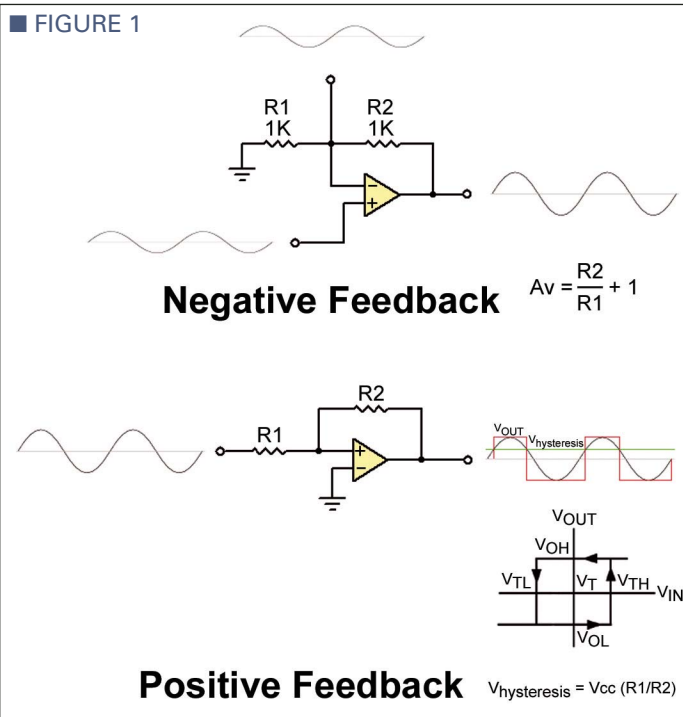 ■ FIGURE 1
R1
1K
R2
1K
−
+
Negative Feedback
Av = R2/R1 + 1
R1
R2
+
−
VOUT
Vhysteresis
VOUT
VOH
VTL
VT
VTH
VIN
VOL
Positive Feedback
Vhysteresis = Vcc (R1/R2)